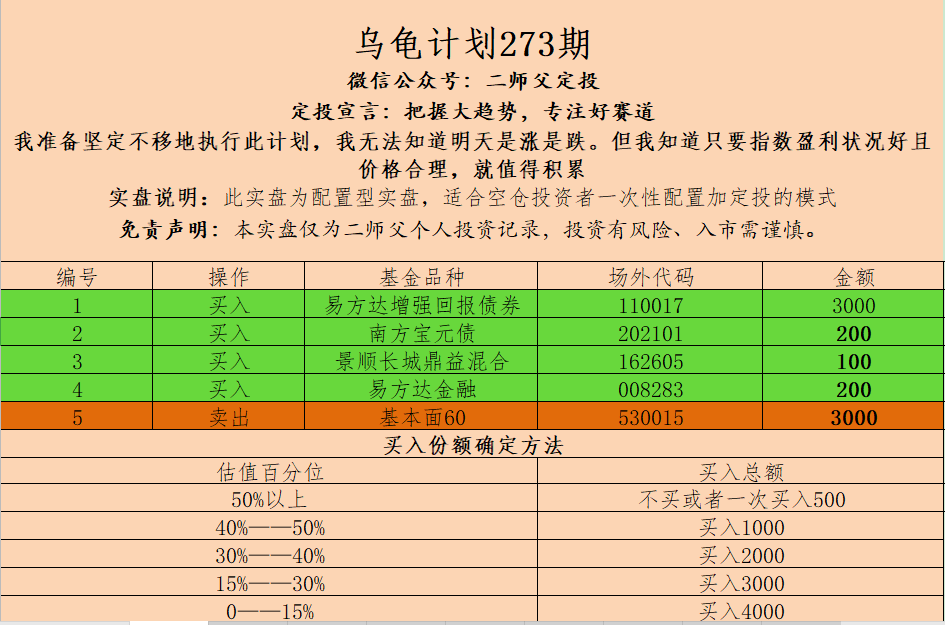 乌龟计划273期
微信公众号：二师父定投
定投宣言：把握大趋势，专注好赛道
我准备坚定不移地执行此计划，我无法知道明天是涨是跌。但我知道只要指数盈利状况好且
价格合理，就值得积累
实盘说明：此实盘为配置型实盘，适合空仓投资者一次性配置加定投的模式
免责声明：本实盘仅为二师父个人投资记录，投资有风险、入市需谨慎。
编号 操作 基金品种 场外代码 金额
1 买入 易方达增强回报债券 110017 3000
2 买入 南方宝元债 202101 200
3 买入 景顺长城鼎益混合 162605 100
4 买入 易方达金融 008283 200
5 卖出 基本面60 530015 3000
买入份额确定方法
估值百分位 买入总额
50%以上 不买或者一次买入500
40%——50% 买入1000
30%——40% 买入2000
15%——30% 买入3000
0——15% 买入4000